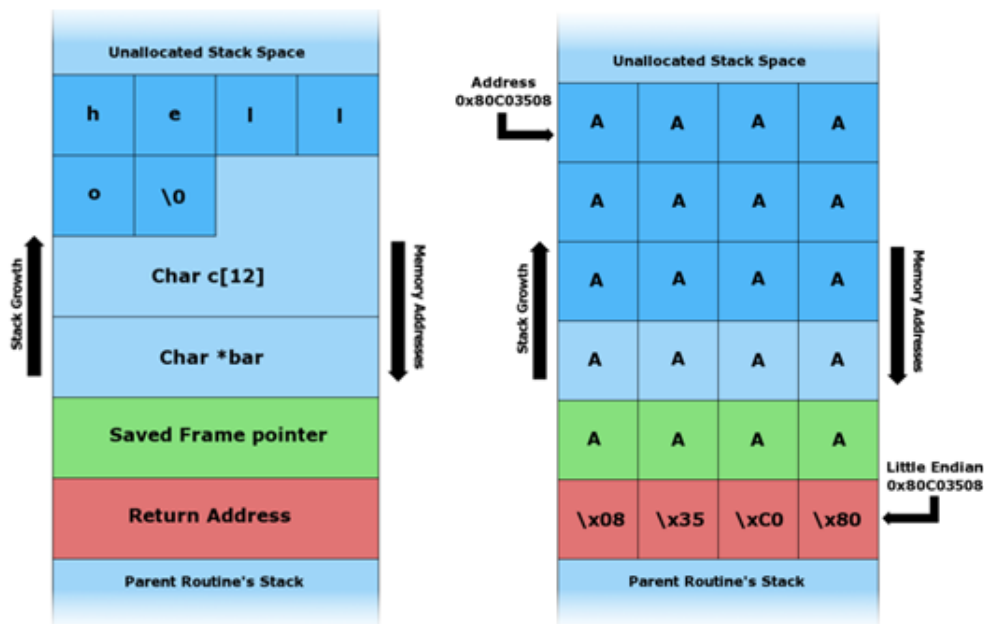 Unallocated Stack Space
h e l l
o \0
Char c[12]
Char *bar
Saved Frame pointer
Return Address
Parent Routine's Stack
Stack Growth
Memory Addresses
Unallocated Stack Space
Address
0x80C03508
A A A A
A A A A
A A A A
A A A A
A A A A
\x08 \x35 \xC0 \x80
Parent Routine's Stack
Stack Growth
Memory Addresses
Little Endian
0x80C03508